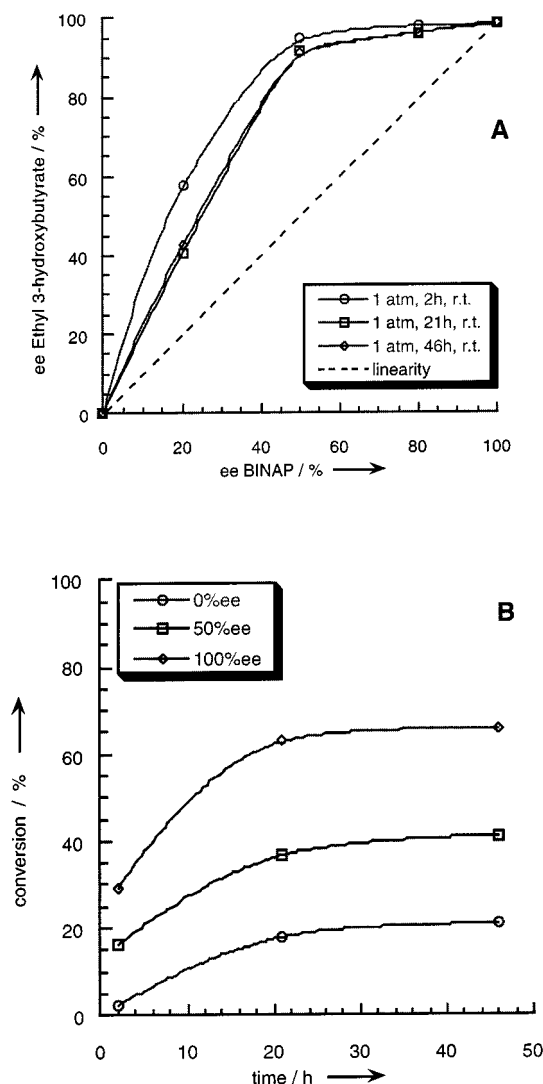 100
80
60
40
20
0
ee Ethyl 3-hydroxybutyrate / %
A
1 atm, 2h, r.t.
1 atm, 21h, r.t.
1 atm, 46h, r.t.
linearity
0 20 40 60 80 100
ee BINAP / %
100
80
60
40
20
0
conversion / %
0%ee
50%ee
100%ee
B
0 10 20 30 40 50
time / h